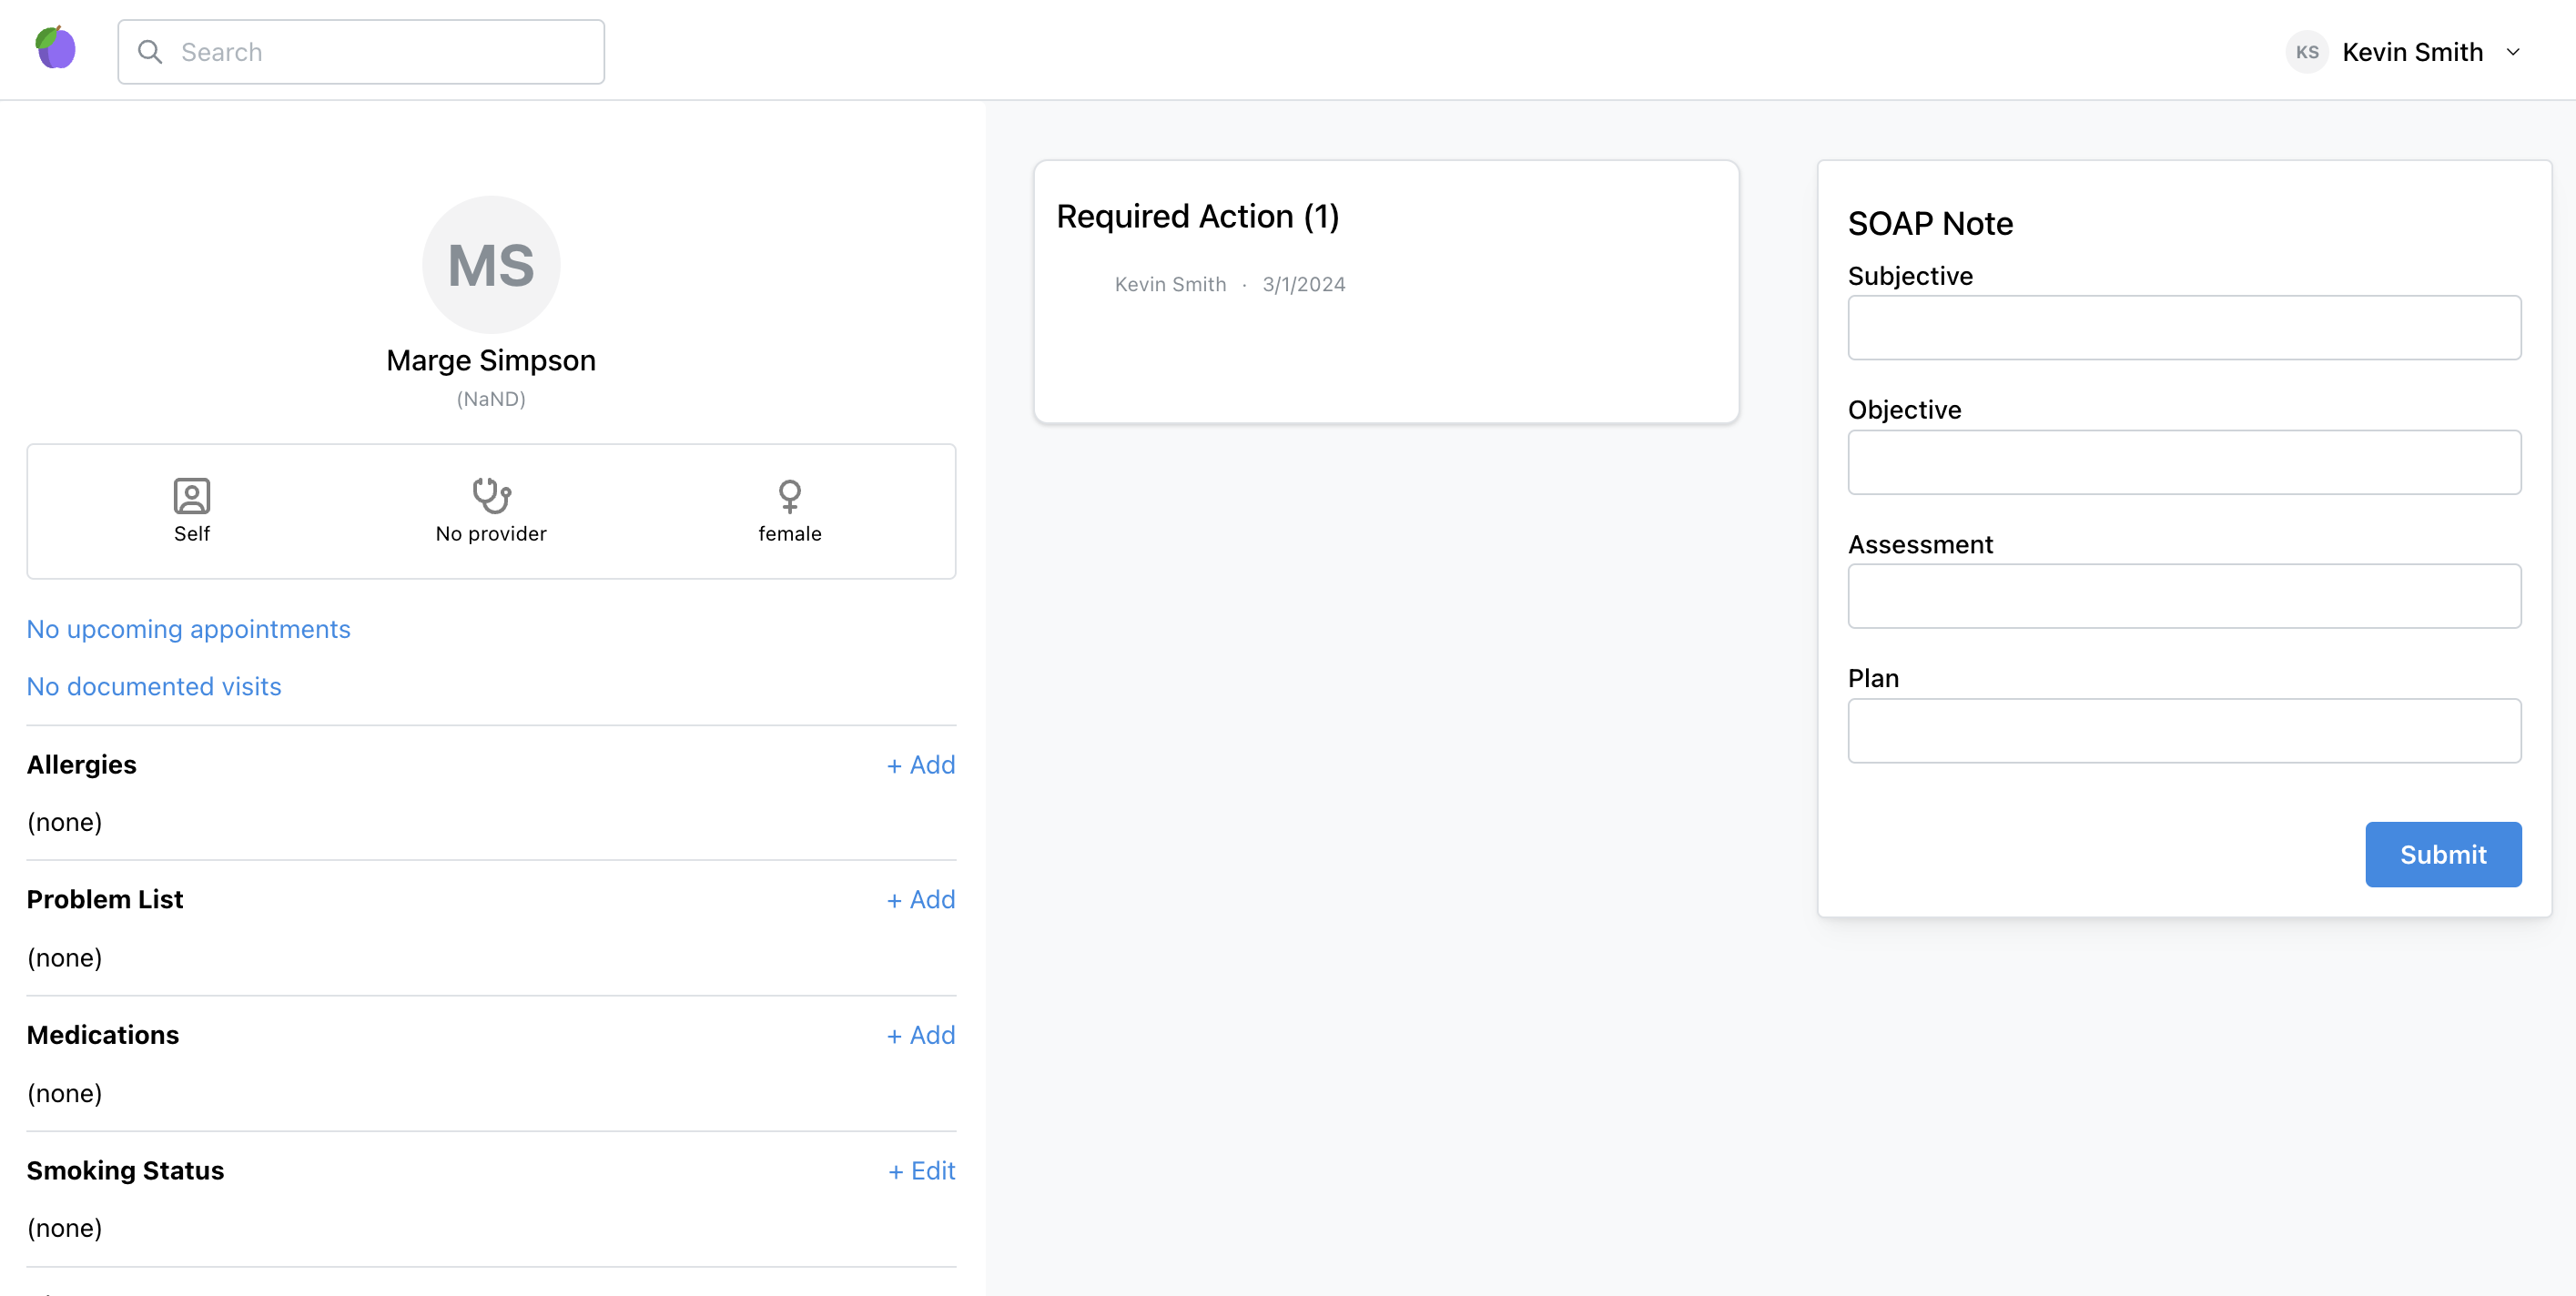 Search
KS Kevin Smith
MS
Marge Simpson
(NaND)
Self
No provider
female
No upcoming appointments
No documented visits
Allergies
+ Add
(none)
Problem List
+ Add
(none)
Medications
+ Add
(none)
Smoking Status
+ Edit
(none)
Required Action (1)
Kevin Smith · 3/1/2024
SOAP Note
Subjective
Objective
Assessment
Plan
Submit